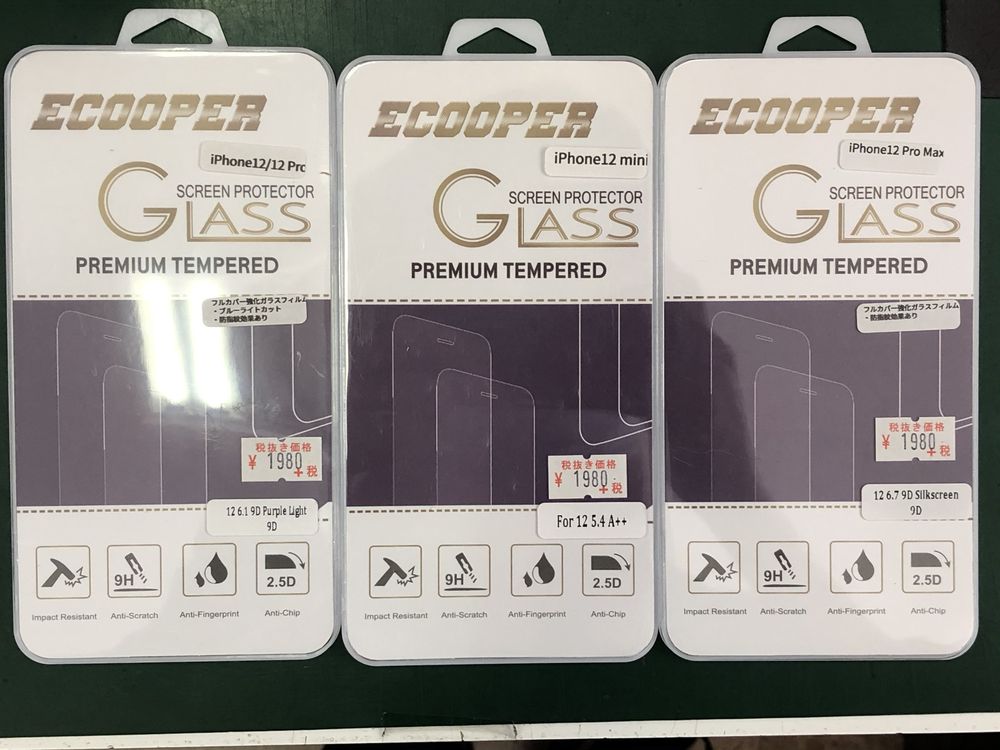 ECOOPER
iPhone12/12 Pro
SCREEN PROTECTOR
GLASS
PREMIUM TEMPERED
フルカバー強化ガラスフィルム
・ブルーライトカット
・防指紋効果あり
税抜き価格
¥ 1980+税
12 6.1 9D Purple Light
9D
9H
2.5D
Impact Resistant
Anti-Scratch
Anti-Fingerprint
Anti-Chip
ECOOPER
iPhone12 mini
SCREEN PROTECTOR
GLASS
PREMIUM TEMPERED
税抜き価格
¥ 1980+税
For 12 5.4 A++
9H
2.5D
Impact Resistant
Anti-Scratch
Anti-Fingerprint
Anti-Chip
ECOOPER
iPhone12 Pro Max
SCREEN PROTECTOR
GLASS
PREMIUM TEMPERED
フルカバー強化ガラスフィルム
・防指紋効果あり
税抜き価格
¥ 1980+税
12 6.7 9D Silkscreen
9D
9H
2.5D
Impact Resistant
Anti-Scratch
Anti-Fingerprint
Anti-Chip